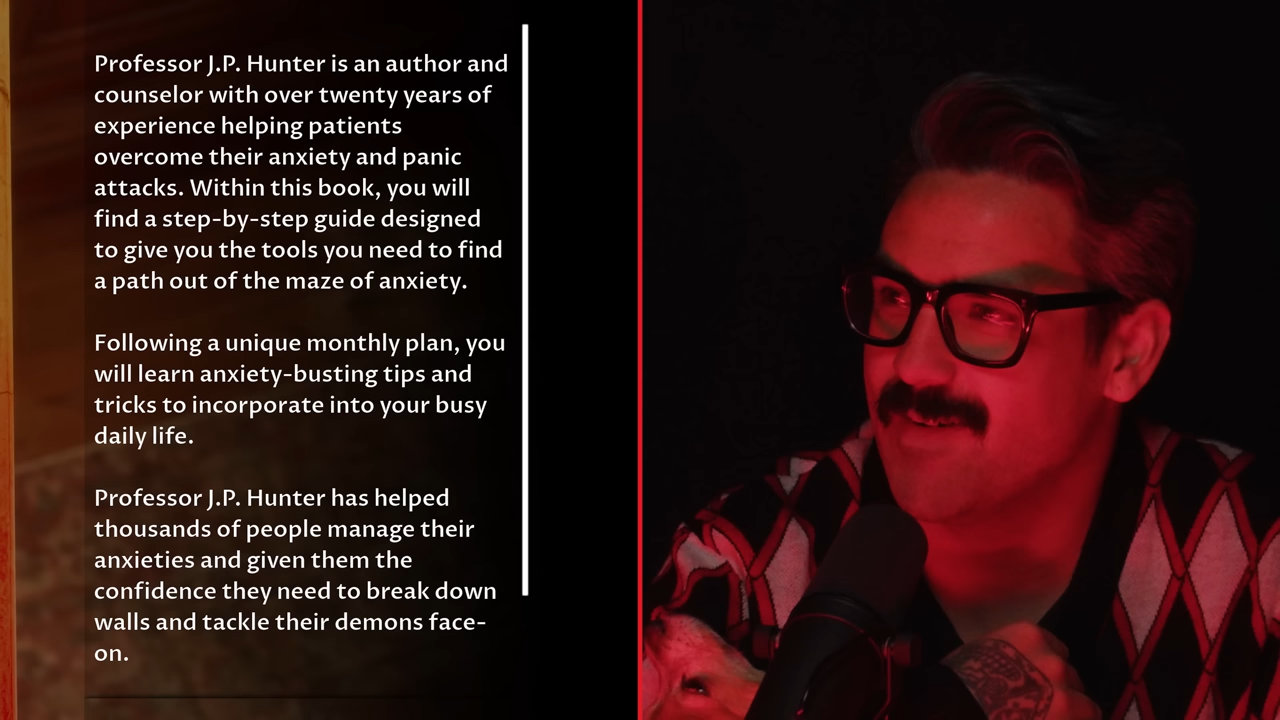 Professor J.P. Hunter is an author and
counselor with over twenty years of
experience helping patients
overcome their anxiety and panic
attacks. Within this book, you will
find a step-by-step guide designed
to give you the tools you need to find
a path out of the maze of anxiety.
Following a unique monthly plan, you
will learn anxiety-busting tips and
tricks to incorporate into your busy
daily life.
Professor J.P. Hunter has helped
thousands of people manage their
anxieties and given them the
confidence they need to break down
walls and tackle their demons face-
on.